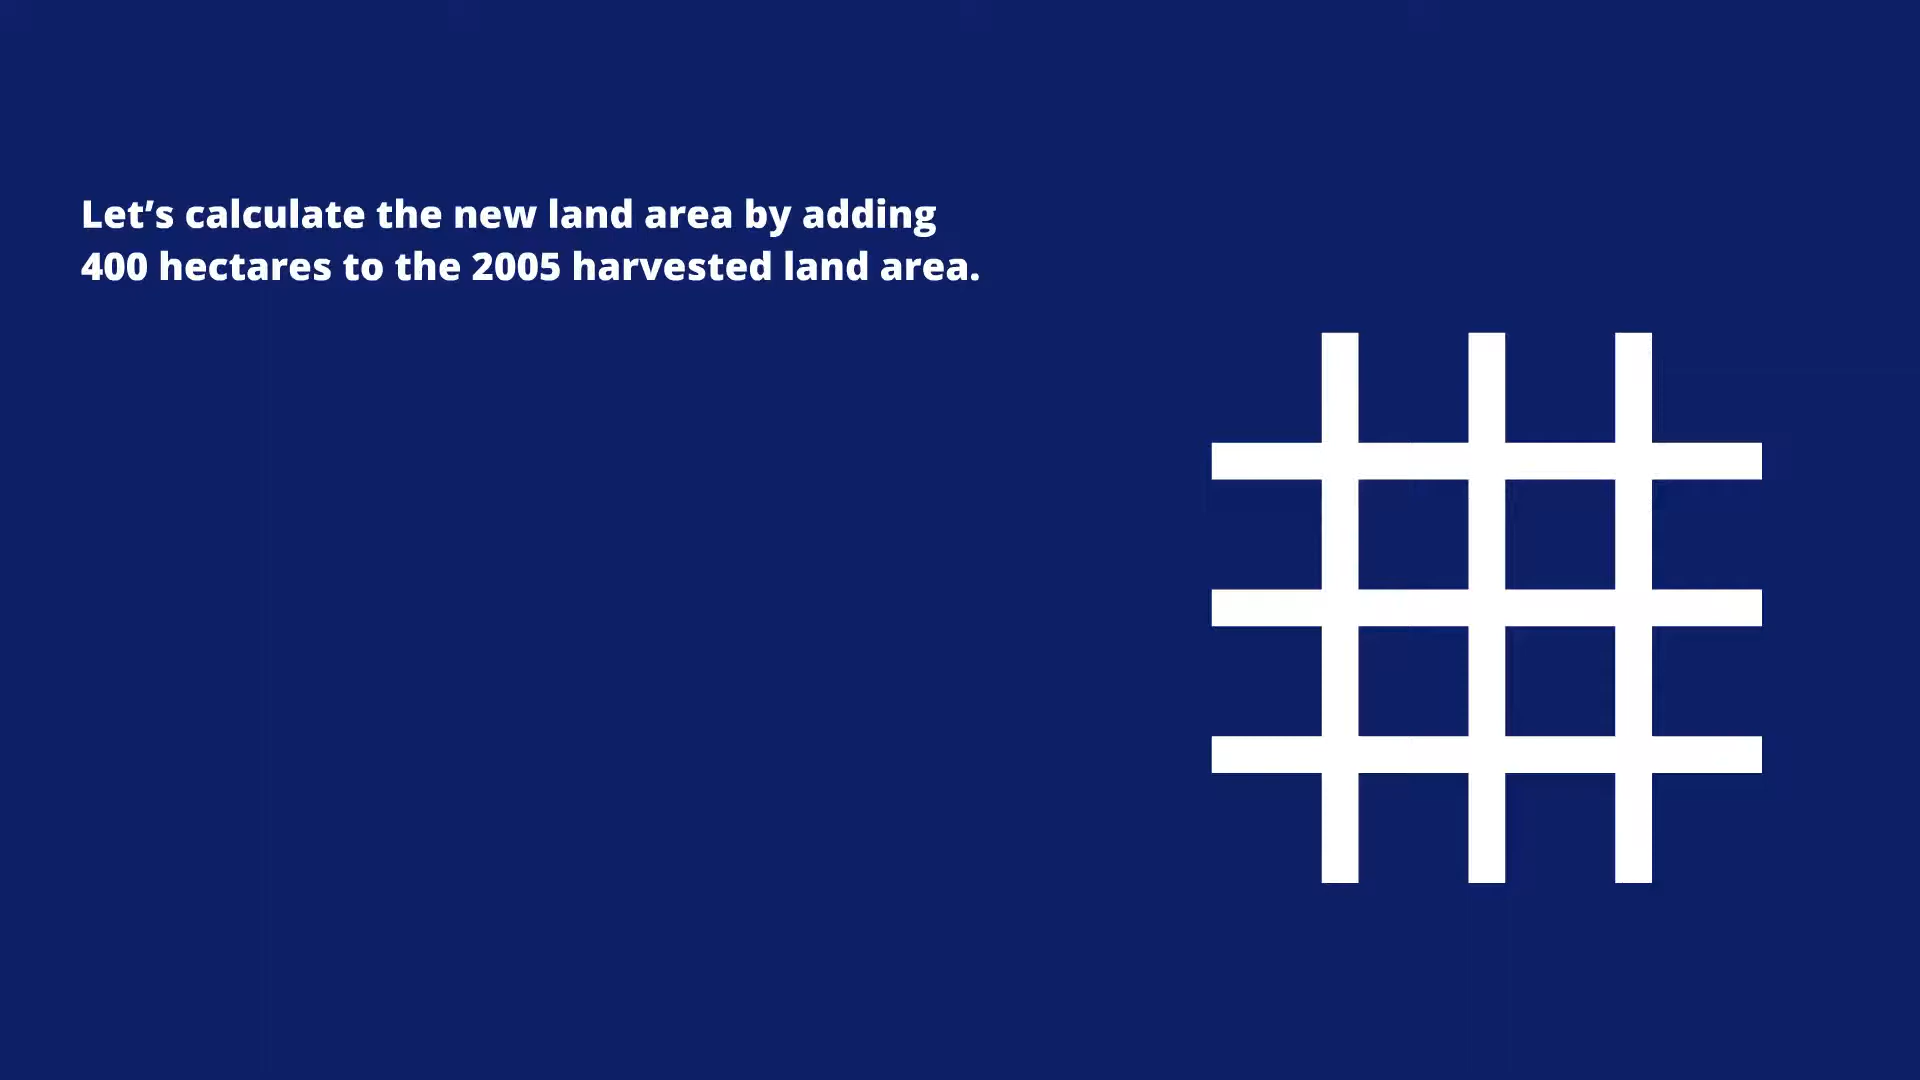 Let’s calculate the new land area by adding
400 hectares to the 2005 harvested land area.